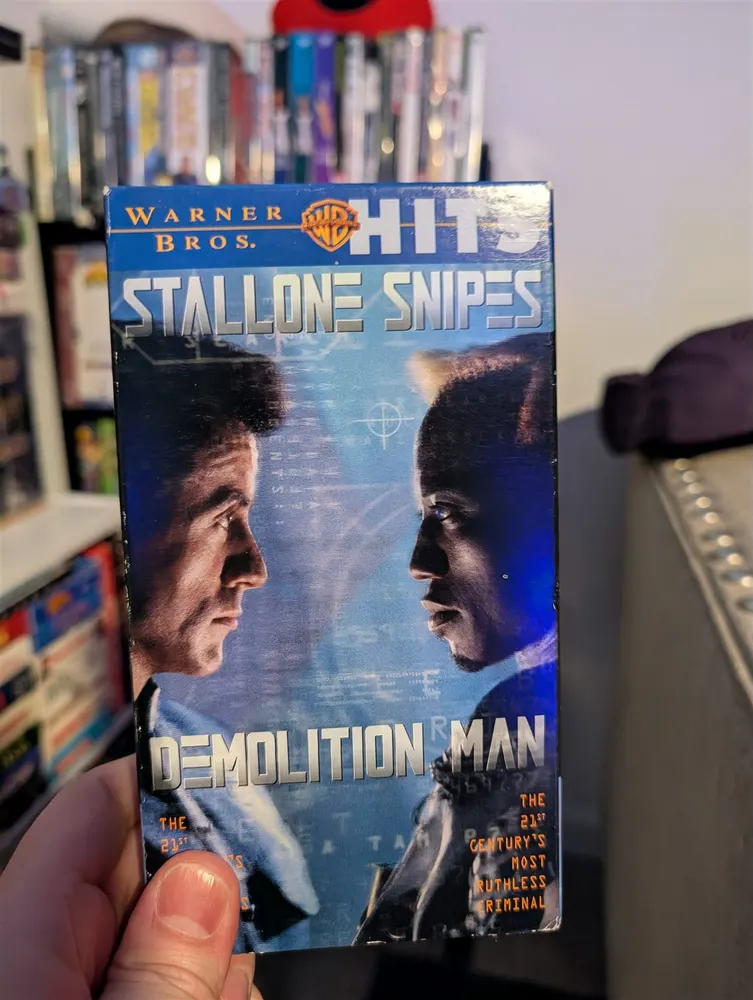 WARNER BROS. WB HITS
STALLONE SNIPES
DEMOLITION MAN
THE
21ST
THE
21ST
CENTURY'S
MOST
RUTHLESS
CRIMINAL